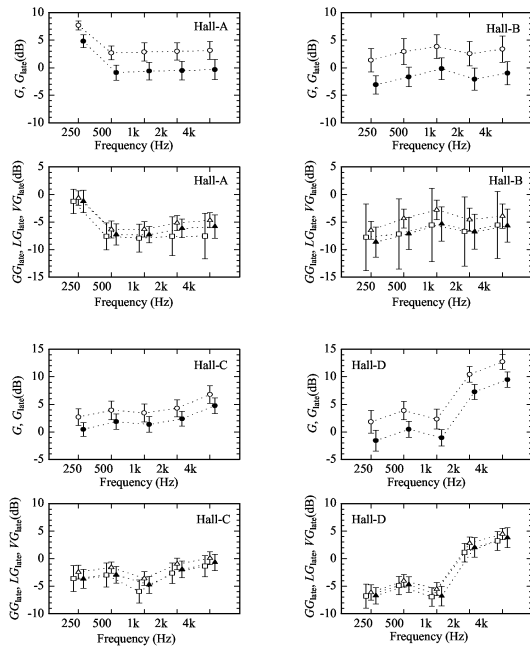 15
10
5
0
-5
-10
G, Glate(dB)
Hall-A
250 500 1k 2k 4k
Frequency (Hz)
15
10
5
0
-5
-10
G, Glate(dB)
Hall-B
250 500 1k 2k 4k
Frequency (Hz)
5
0
-5
-10
-15
GGlate, LGlate, VGlate(dB)
Hall-A
250 500 1k 2k 4k
Frequency (Hz)
5
0
-5
-10
-15
GGlate, LGlate, VGlate(dB)
Hall-B
250 500 1k 2k 4k
Frequency (Hz)
15
10
5
0
-5
G, Glate(dB)
Hall-C
250 500 1k 2k 4k
Frequency (Hz)
15
10
5
0
-5
G, Glate(dB)
Hall-D
250 500 1k 2k 4k
Frequency (Hz)
10
5
0
-5
-10
GGlate, LGlate, VGlate(dB)
Hall-C
250 500 1k 2k 4k
Frequency (Hz)
10
5
0
-5
-10
GGlate, LGlate, VGlate(dB)
Hall-D
250 500 1k 2k 4k
Frequency (Hz)